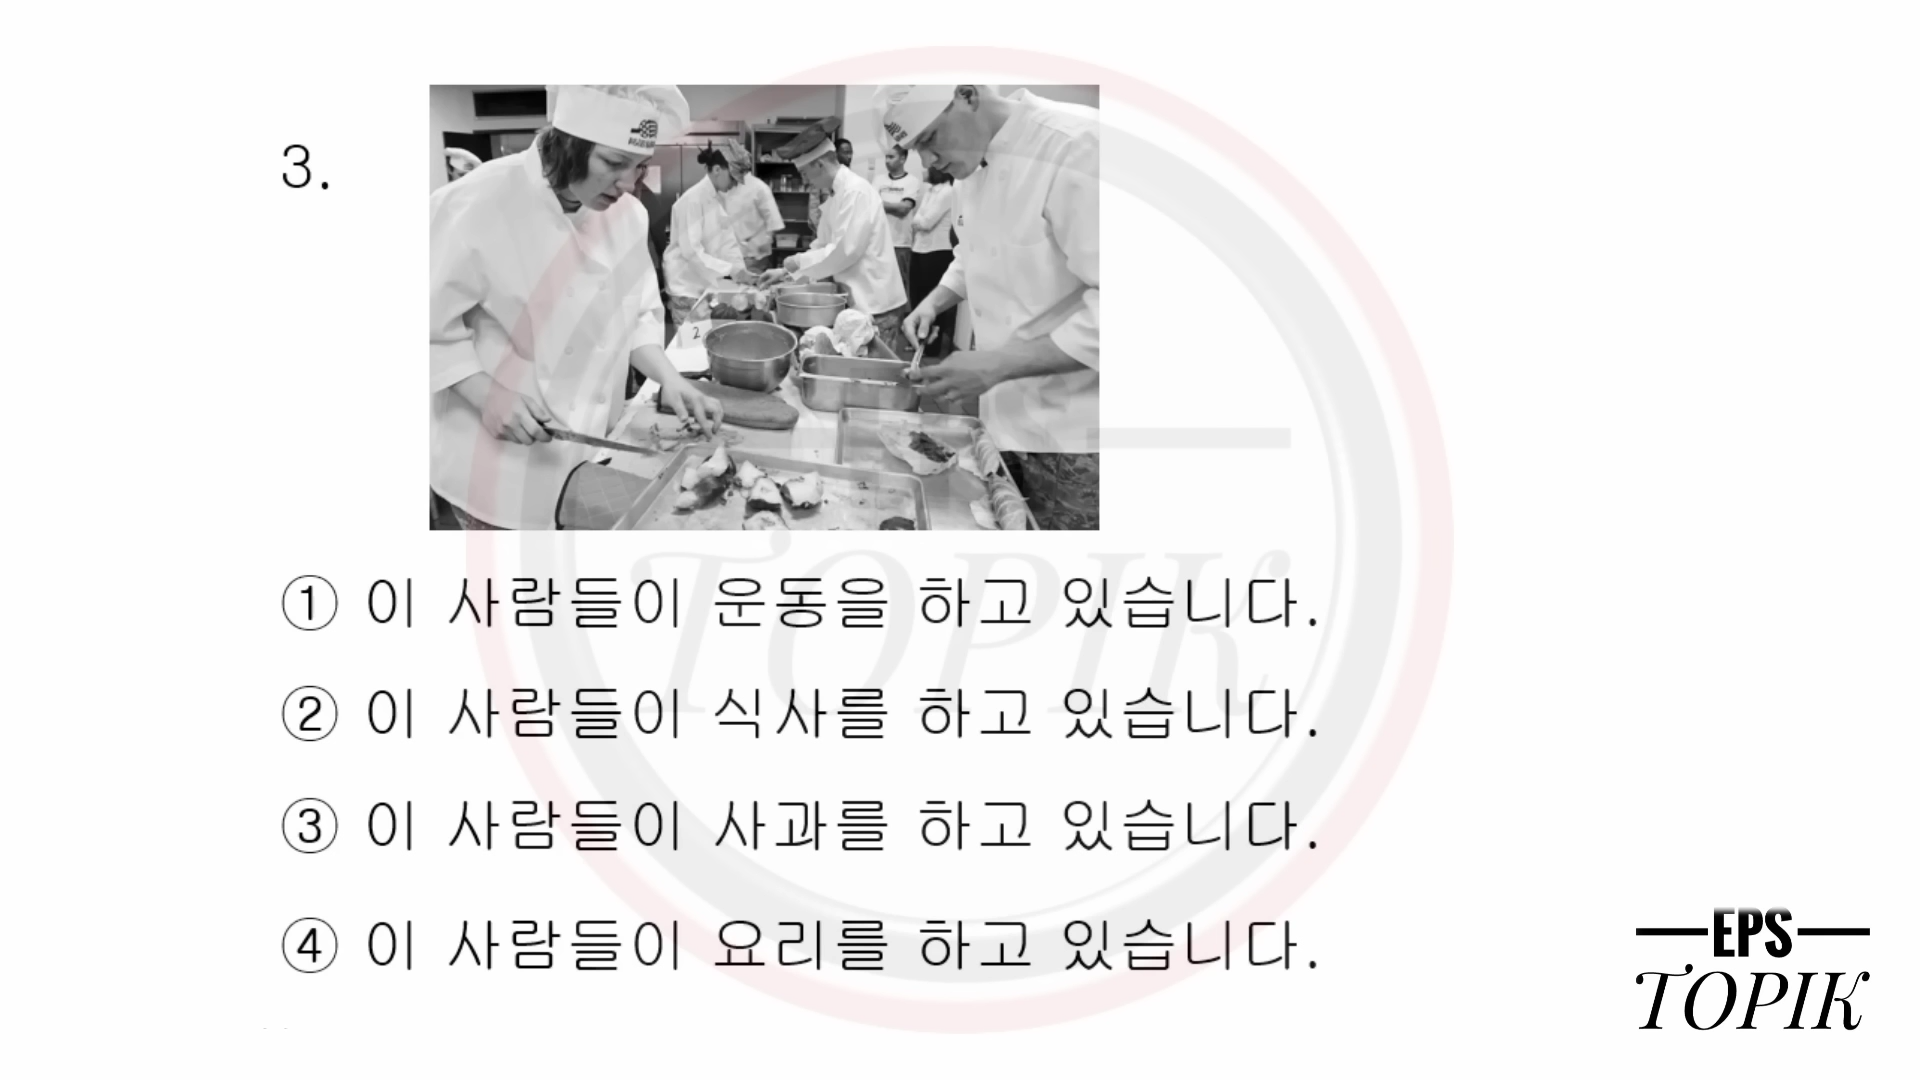 3.
2
① 이 사람들이 운동을 하고 있습니다.
② 이 사람들이 식사를 하고 있습니다.
③ 이 사람들이 사과를 하고 있습니다.
④ 이 사람들이 요리를 하고 있습니다.
TOPIK
EPS
TOPIK